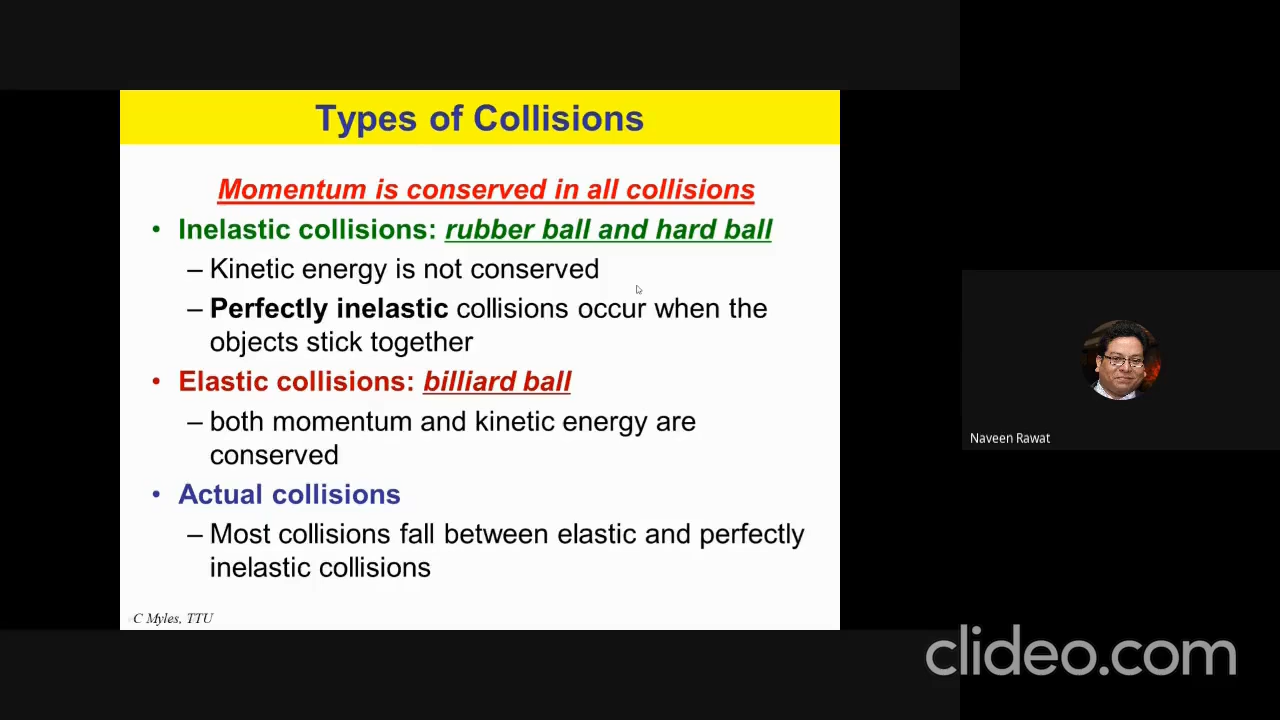 Types of Collisions
Momentum is conserved in all collisions
• Inelastic collisions: rubber ball and hard ball
– Kinetic energy is not conserved
– Perfectly inelastic collisions occur when the
objects stick together
• Elastic collisions: billiard ball
– both momentum and kinetic energy are
conserved
• Actual collisions
– Most collisions fall between elastic and perfectly
inelastic collisions
C Myles, TTU
Naveen Rawat
clideo.com